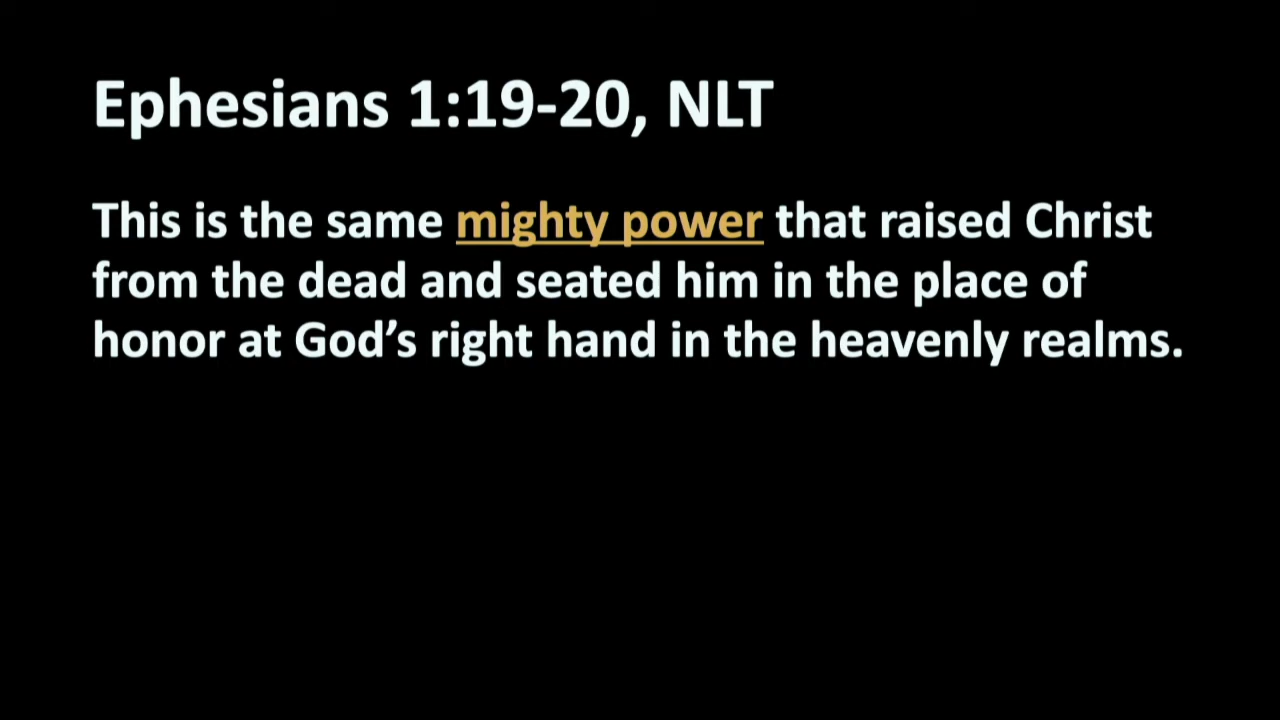 Ephesians 1:19-20, NLT
This is the same mighty power that raised Christ
from the dead and seated him in the place of
honor at God’s right hand in the heavenly realms.